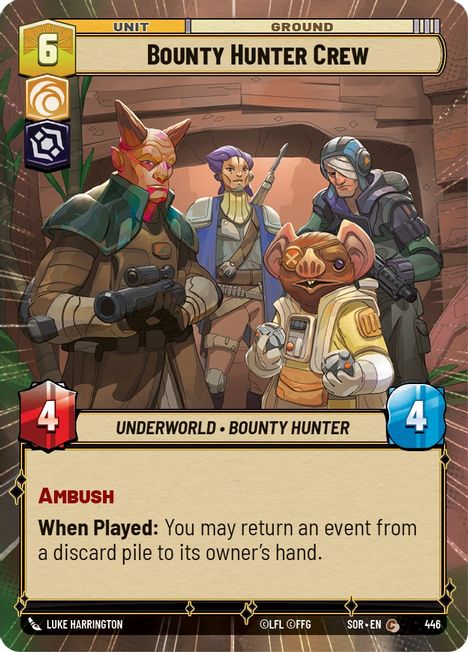 UNIT
GROUND
6
BOUNTY HUNTER CREW
4
UNDERWORLD • BOUNTY HUNTER
4
AMBUSH
When Played: You may return an event from
a discard pile to its owner's hand.
LUKE HARRINGTON
©LFL ©FFG
SOR • EN
C
446